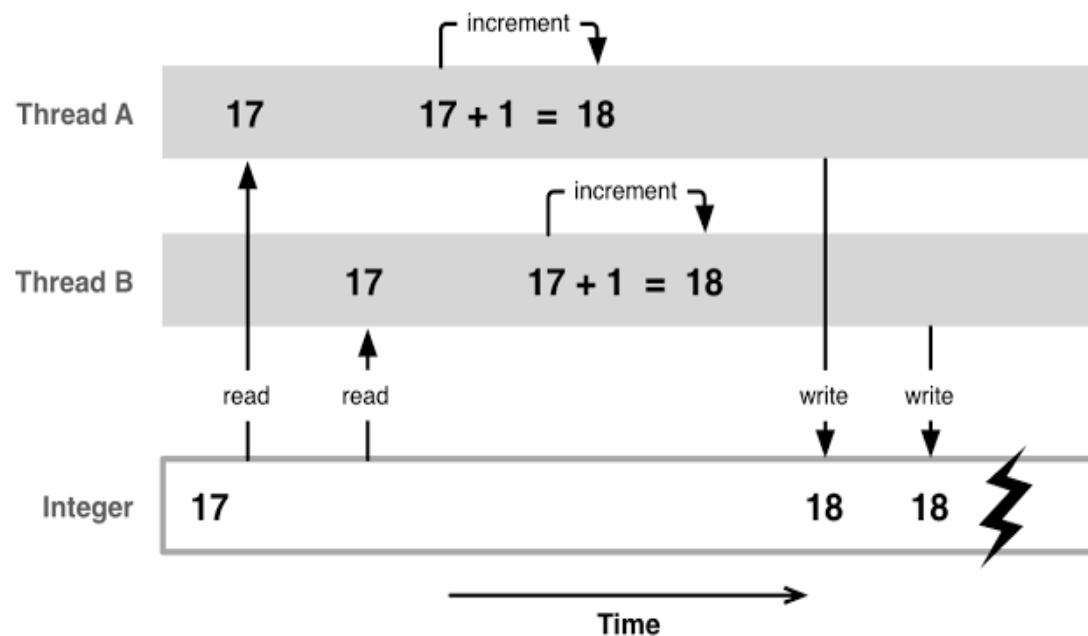 increment
Thread A 17 17 + 1 = 18
increment
Thread B 17 17 + 1 = 18
read read write write
Integer 17 18 18
Time